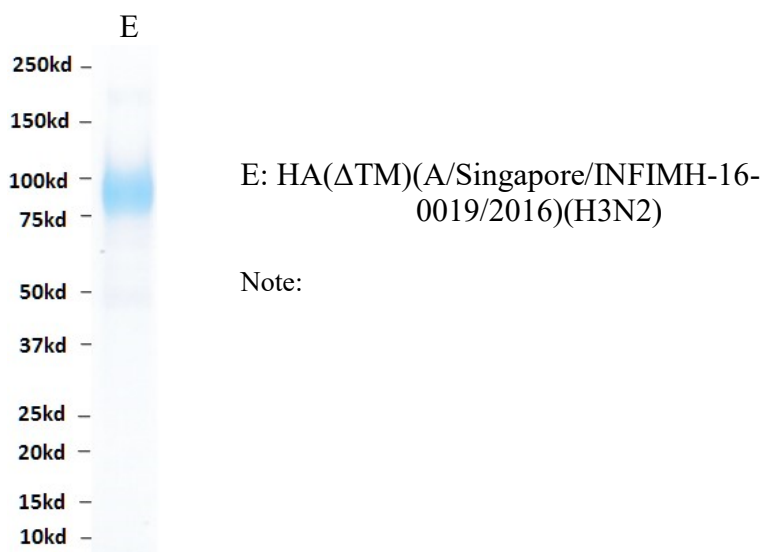 E
250kd
150kd
100kd
75kd
50kd
37kd
25kd
20kd
15kd
10kd
E: HA(ΔTM)(A/Singapore/INFIMH-16-
0019/2016)(H3N2)
Note: